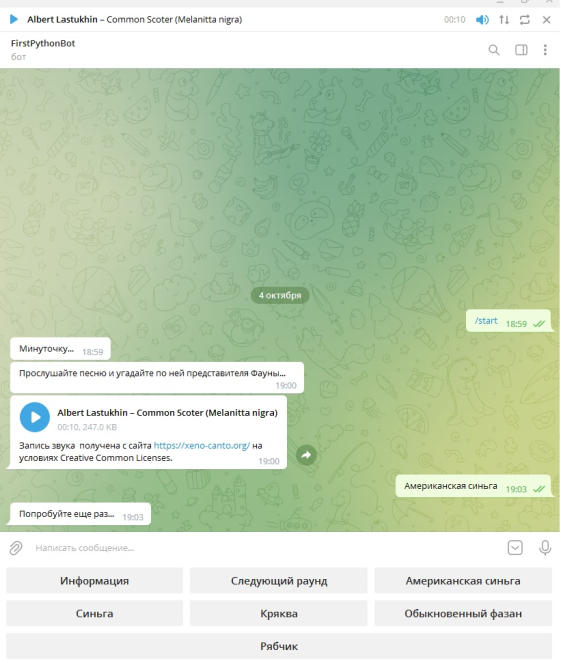 Albert Lastukhin – Common Scoter (Melanitta nigra)
00:10
FirstPythonBot
бот
4 октября
/start 18:59
Минуточку... 18:59
Прослушайте песню и угадайте по ней представителя Фауны...
19:00
Albert Lastukhin – Common Scoter (Melanitta nigra)
00:10, 247.0 KB
Запись звука получена с сайта https://xeno-canto.org/ на
условиях Creative Common Licenses.
19:00
Американская синьга 19:03
Попробуйте еще раз... 19:03
Написать сообщение...
Информация
Следующий раунд
Американская синьга
Синьга
Кряква
Обыкновенный фазан
Рябчик